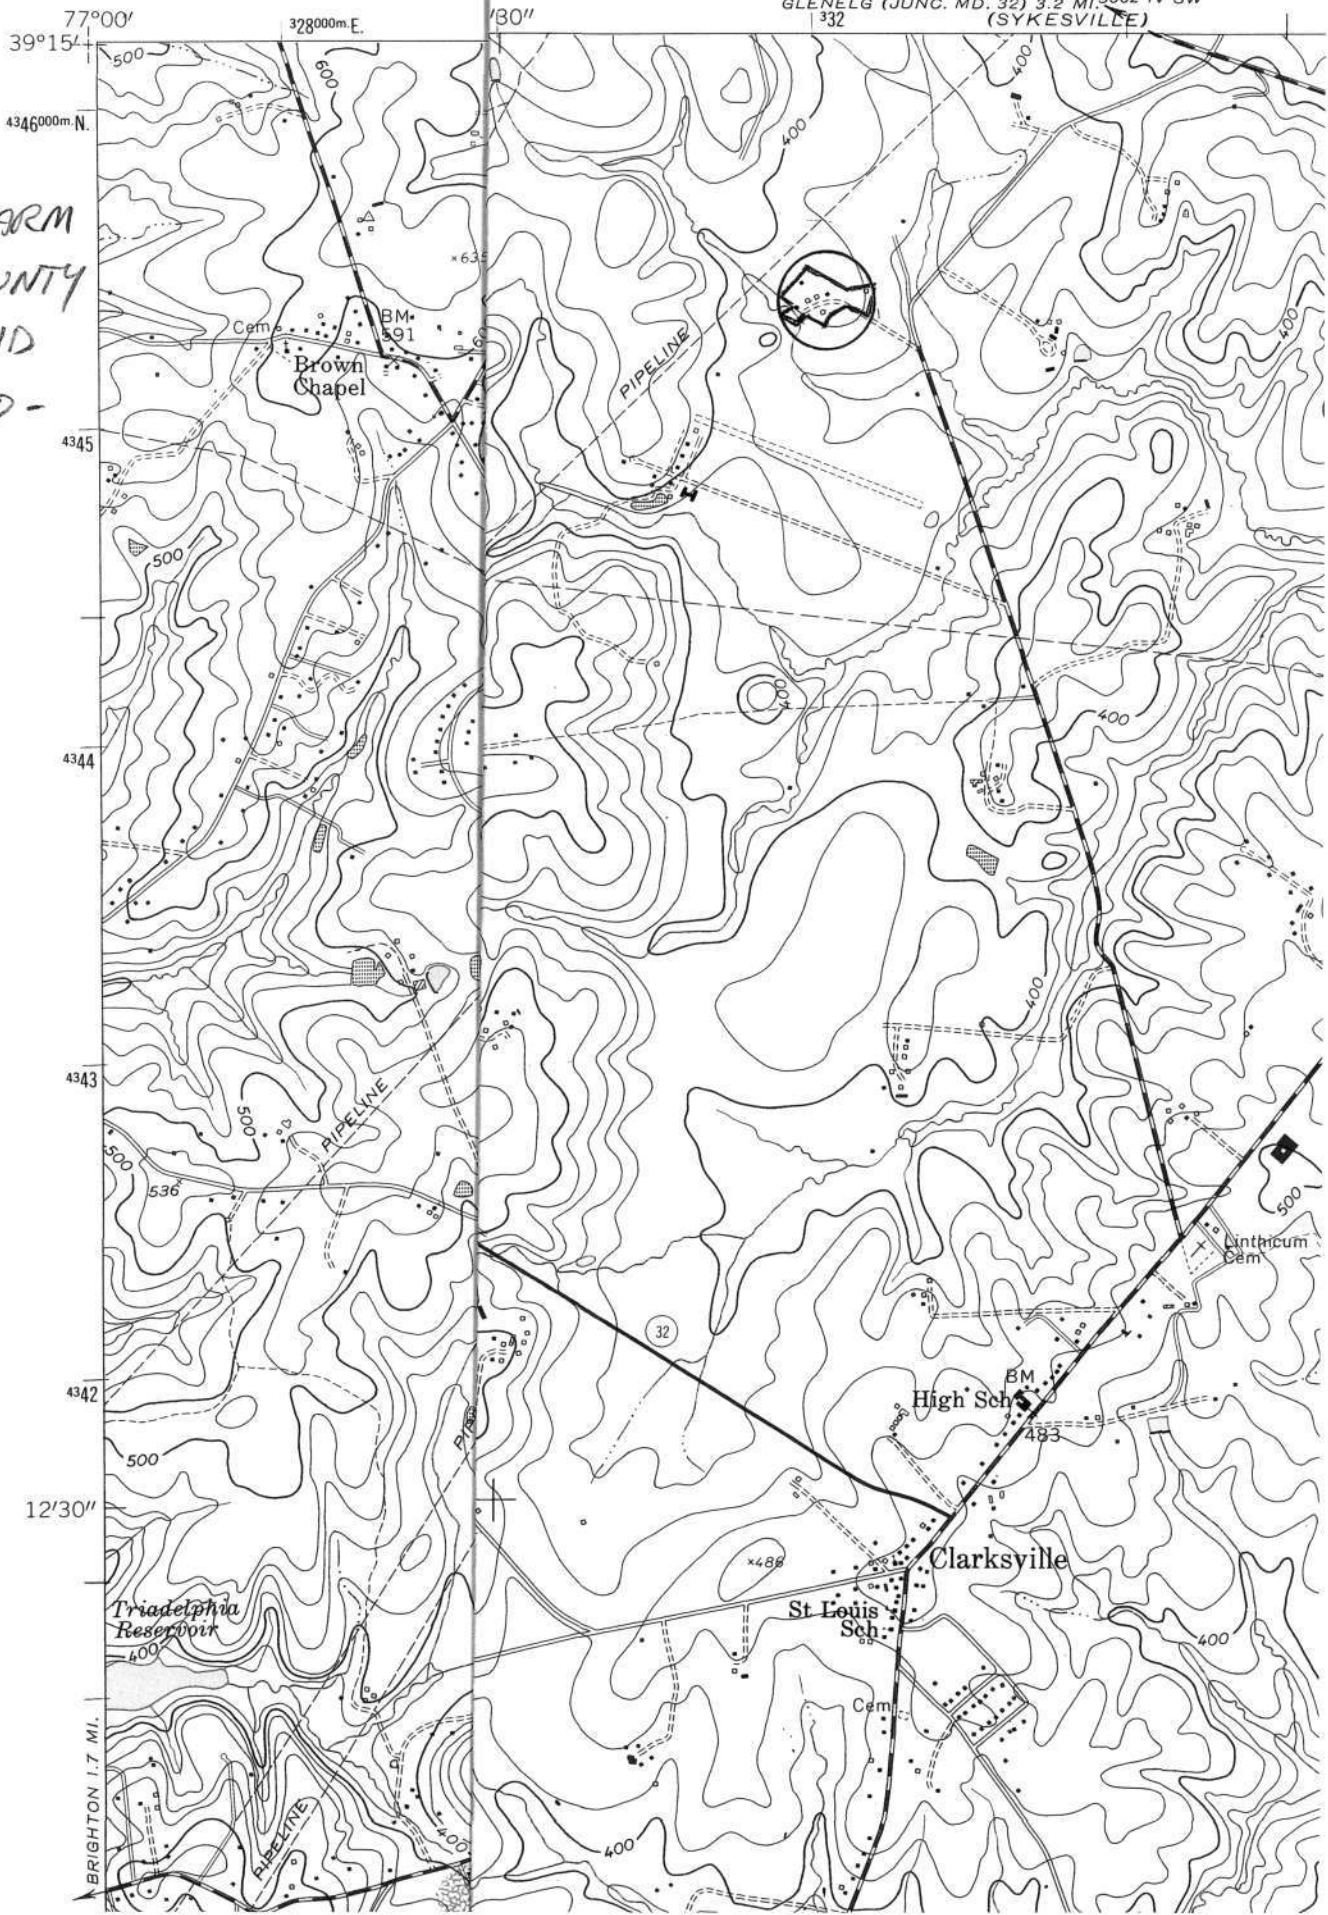 77°00'
328000m.E.
'30"
GLENELG (JUNC. MD. 32) 3.2 MI.
332
(SYKESVILLE)
39°15'
500
600
400
400
4346000m.N.
×635
Cem
BM
591
Brown
Chapel
PIPELINE
400
4345
500
400
400
4344
400
4343
PIPELINE
500
500
536×
500
Linthicum
Cem
32
4342
BM
High Sch
483
500
12'30"
×486
Clarksville
St Louis
Sch
Triadelphia
Reservoir
400
400
Cem
BRIGHTON 1.7 MI.
PIPELINE
400
400